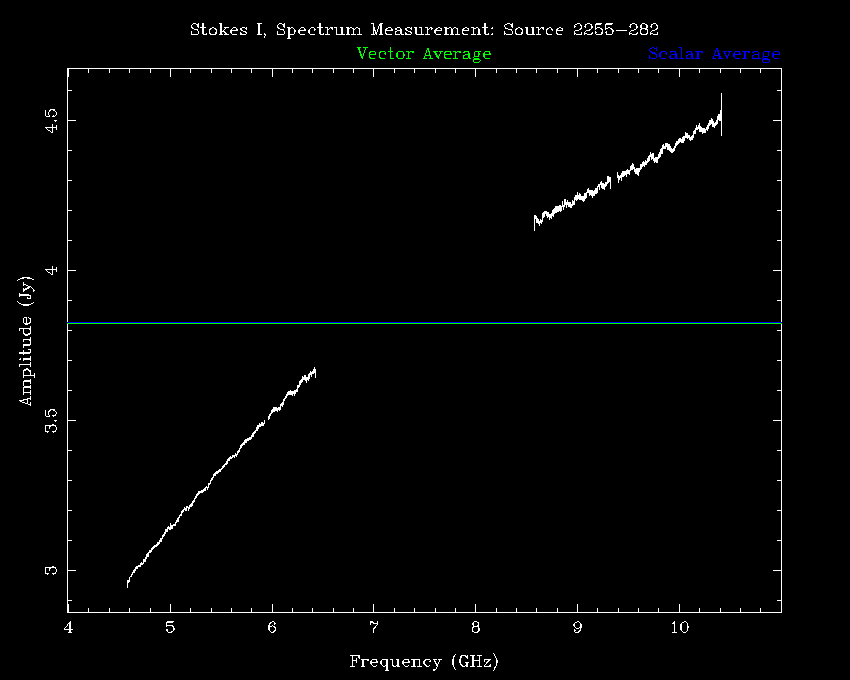 Stokes I, Spectrum Measurement: Source 2255−282
Vector Average Scalar Average
4.5
4
3.5
3
Amplitude (Jy)
4 5 6 7 8 9 10
Frequency (GHz)